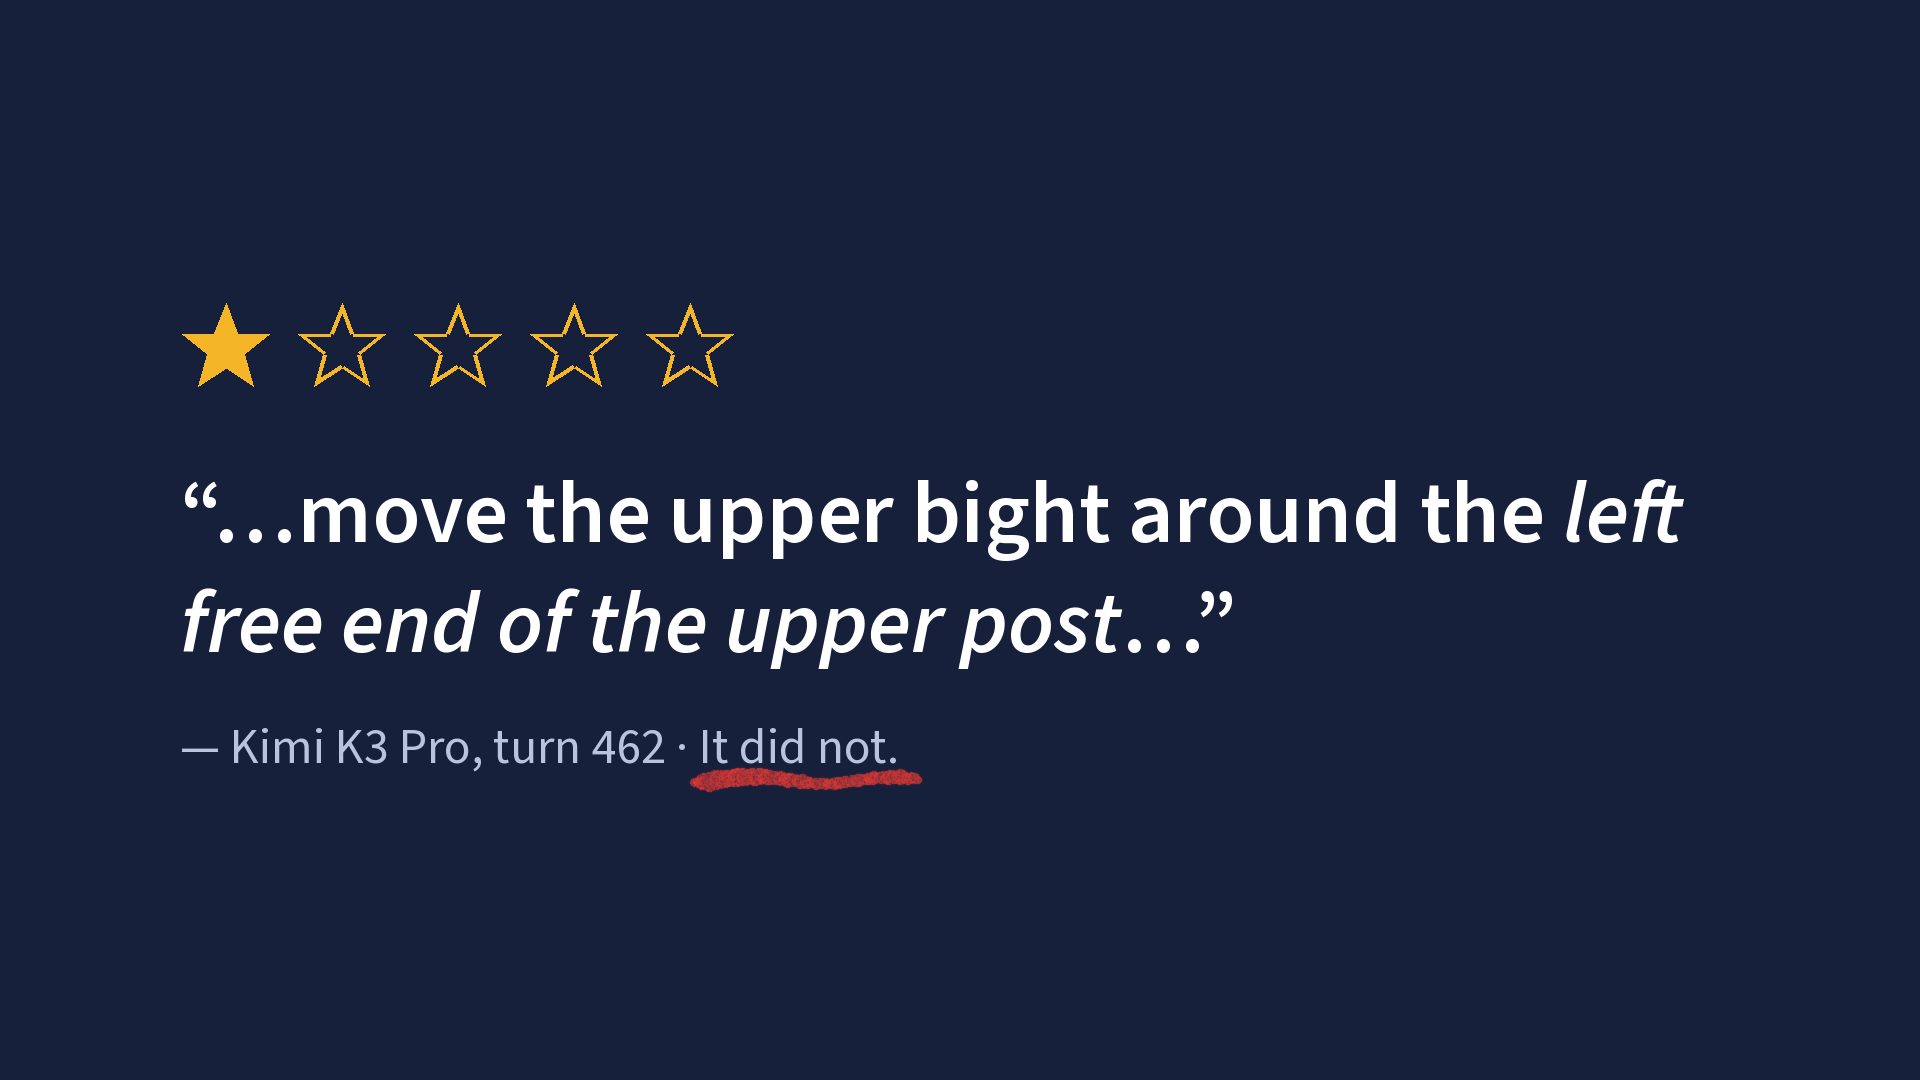 “…move the upper bight around the left
free end of the upper post…”
— Kimi K3 Pro, turn 462 · It did not.